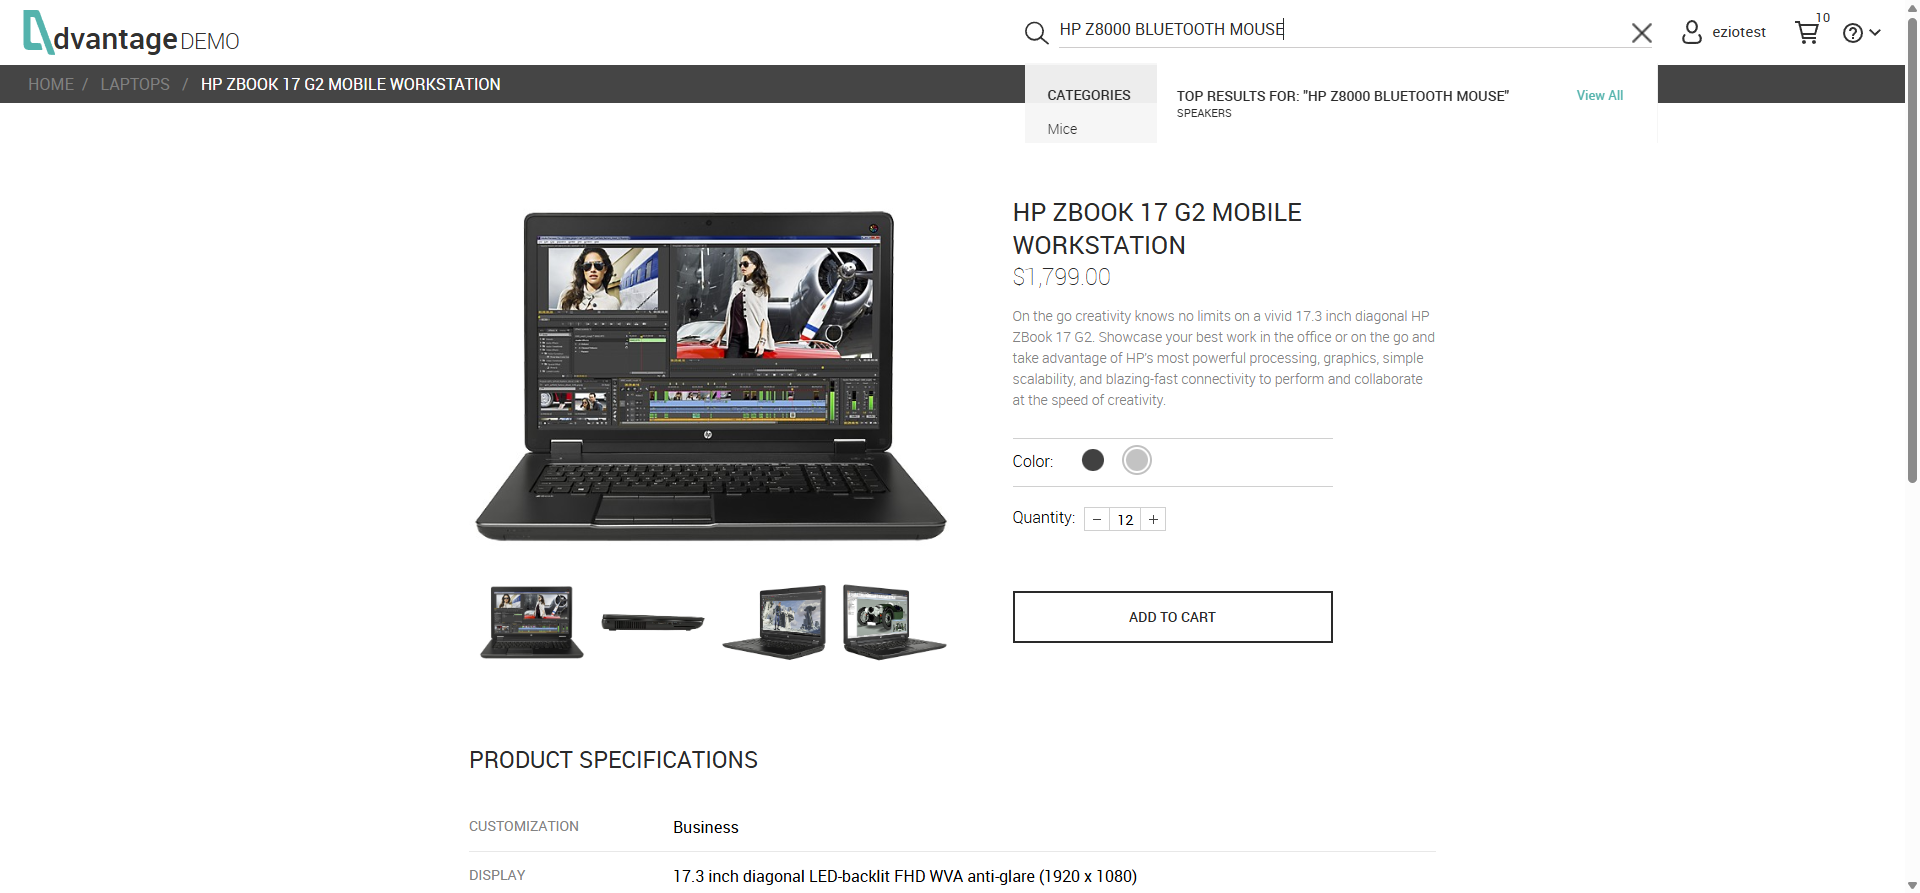 dvantage DEMO
HP Z8000 BLUETOOTH MOUSE
eziotest
10
?
HOME / LAPTOPS / HP ZBOOK 17 G2 MOBILE WORKSTATION
CATEGORIES
Mice
TOP RESULTS FOR: "HP Z8000 BLUETOOTH MOUSE"
View All
SPEAKERS
HP ZBOOK 17 G2 MOBILE
WORKSTATION
$1,799.00
On the go creativity knows no limits on a vivid 17.3 inch diagonal HP
ZBook 17 G2. Showcase your best work in the office or on the go and
take advantage of HP's most powerful processing, graphics, simple
scalability, and blazing-fast connectivity to perform and collaborate
at the speed of creativity.
Color:
Quantity: − 12 +
ADD TO CART
PRODUCT SPECIFICATIONS
CUSTOMIZATION Business
DISPLAY 17.3 inch diagonal LED-backlit FHD WVA anti-glare (1920 x 1080)